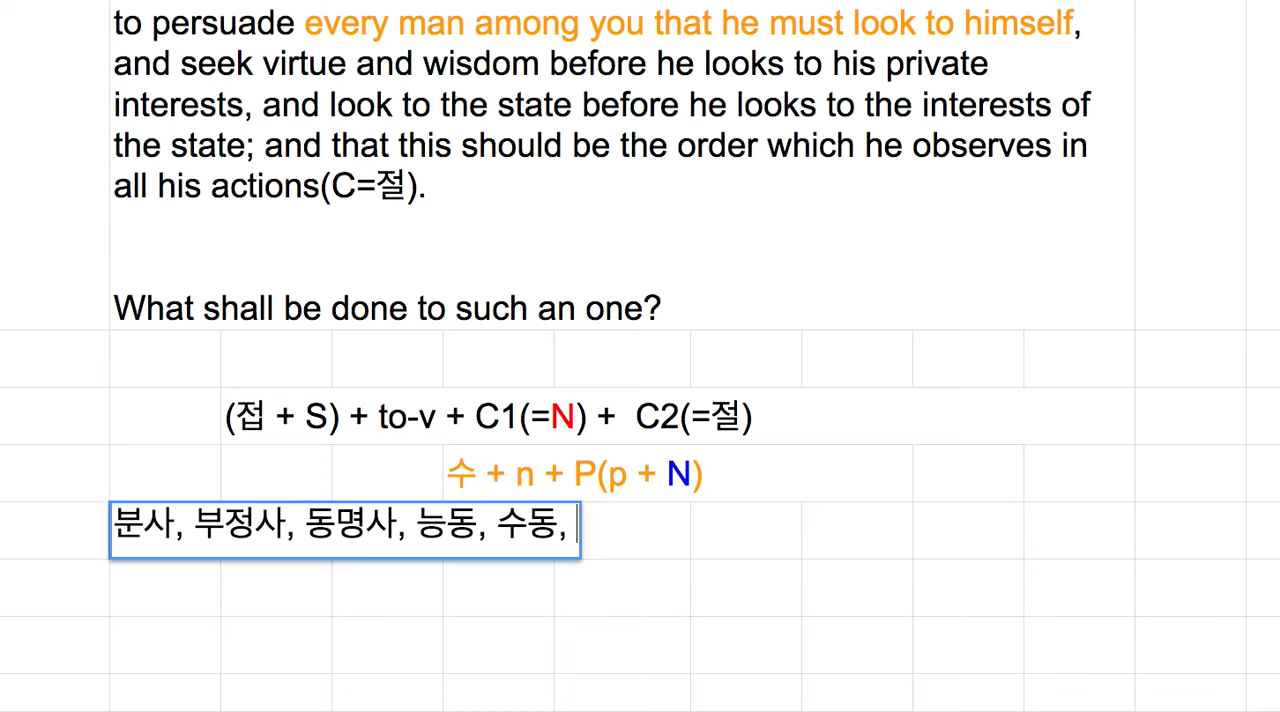 to persuade every man among you that he must look to himself,
and seek virtue and wisdom before he looks to his private
interests, and look to the state before he looks to the interests of
the state; and that this should be the order which he observes in
all his actions(C=절).
What shall be done to such an one?
(접 + S) + to-v + C1(=N) + C2(=절)
수 + n + P(p + N)
분사, 부정사, 동명사, 능동, 수동,